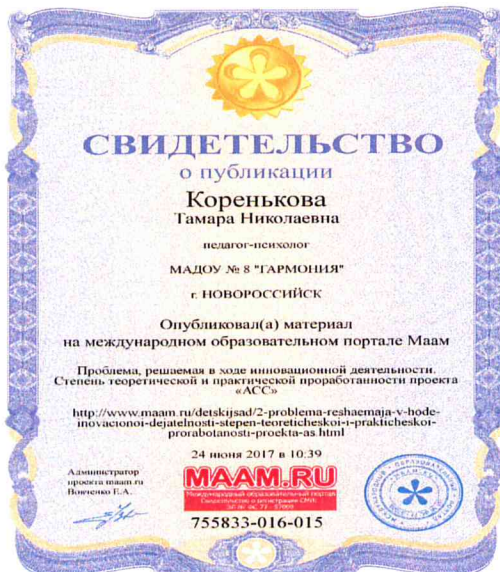 СВИДЕТЕЛЬСТВО
о публикации
Коренькова
Тамара Николаевна
педагог-психолог
МАДОУ № 8 "ГАРМОНИЯ"
г. НОВОРОССИЙСК
Опубликовал(а) материал
на международном образовательном портале Маам
Проблема, решаемая в ходе инновационной деятельности.
Степень теоретической и практической проработанности проекта
«АСС»
http://www.maam.ru/detskijsad/2-problema-reshaemaja-v-hode-
inovacionoi-dejatelnosti-stepen-teoreticheskoi-i-prakticheskoi-
prorabotanosti-proekta-as.html
24 июня 2017 в 10:39
Администратор
проекта maam.ru
Вовченко Е.А.
MAAM.RU
Международный образовательный портал
Свидетельство о регистрации СМИ:
755833-016-015